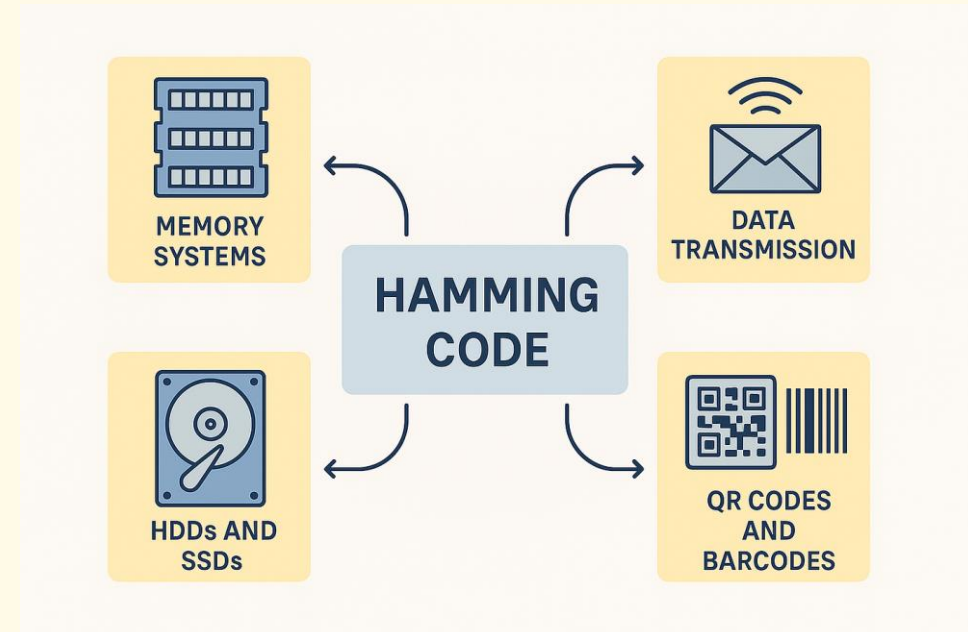 MEMORY
SYSTEMS
DATA
TRANSMISSION
HAMMING
CODE
HDDs AND
SSDs
QR CODES
AND
BARCODES